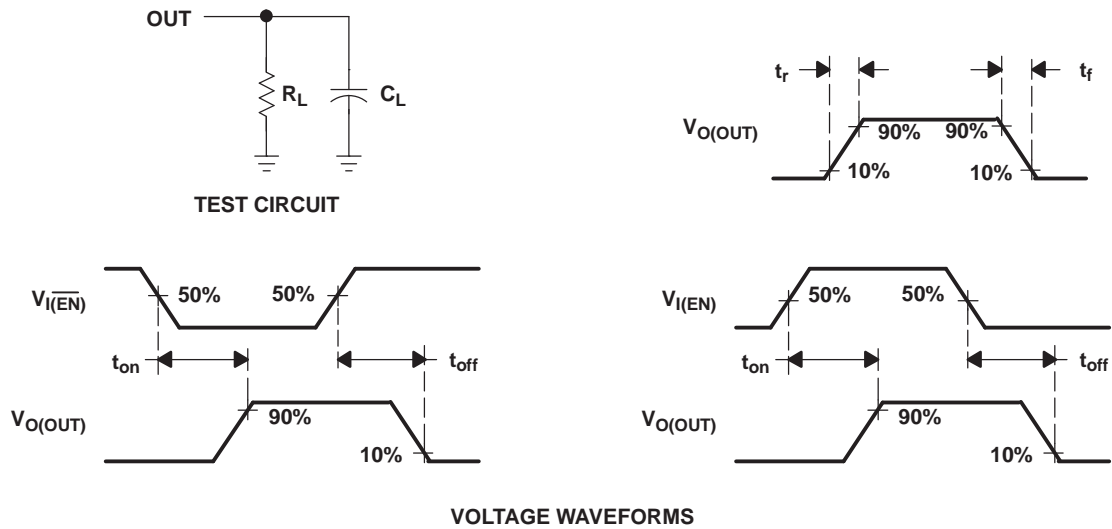 OUT
R_L
C_L
TEST CIRCUIT
t_r
t_f
V_O(OUT)
90%
90%
10%
10%
V_I(E̅N̅)
50%
50%
t_on
t_off
V_O(OUT)
90%
10%
V_I(EN)
50%
50%
t_on
t_off
V_O(OUT)
90%
10%
VOLTAGE WAVEFORMS